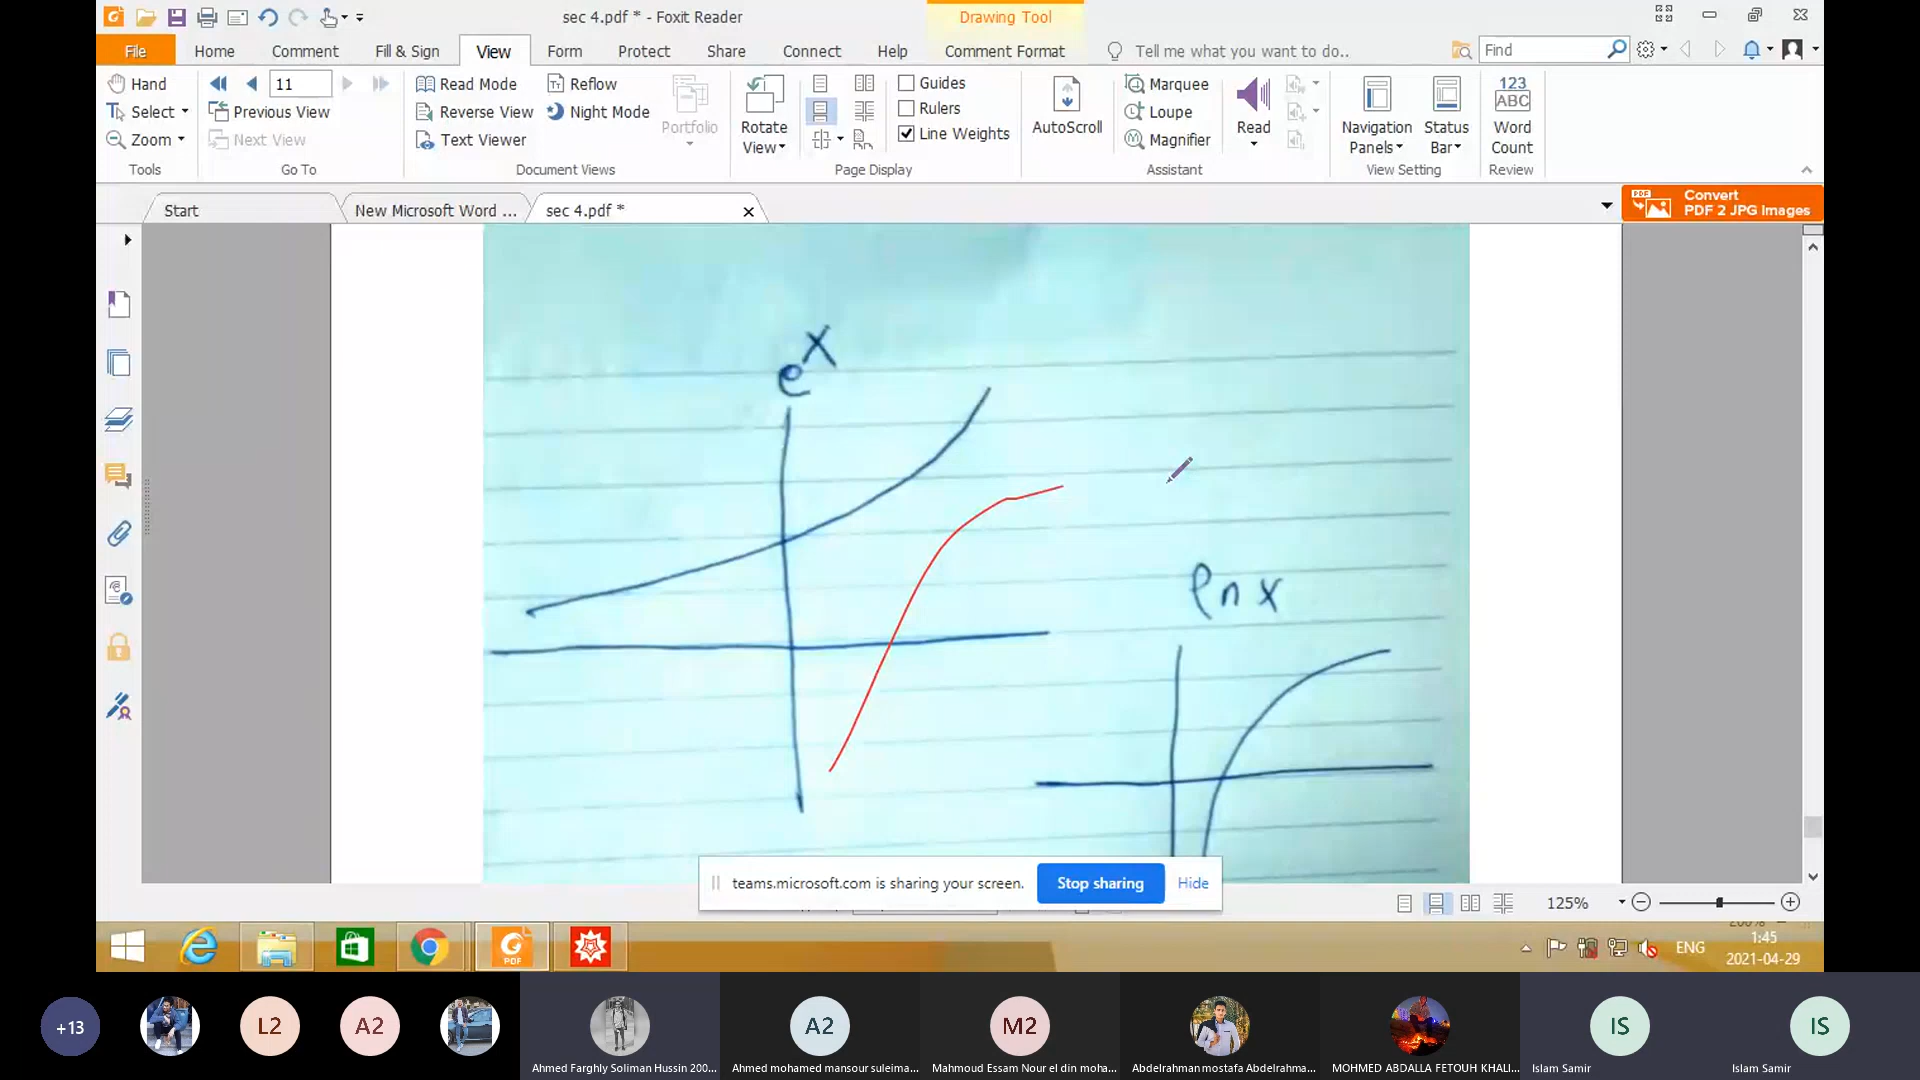 sec 4.pdf * - Foxit Reader
Drawing Tool
File
Home
Comment
Fill & Sign
View
Form
Protect
Share
Connect
Help
Comment Format
Tell me what you want to do..
Find
Hand
Select
Zoom
Tools
11
Previous View
Next View
Go To
Read Mode
Reverse View
Text Viewer
Reflow
Night Mode
Document Views
Portfolio
Rotate
View
Guides
Rulers
Line Weights
Page Display
AutoScroll
Marquee
Loupe
Magnifier
Assistant
Read
Navigation
Panels
Status
Bar
View Setting
123
ABC
Word
Count
Review
Start
New Microsoft Word ...
sec 4.pdf *
PDF
Convert
PDF 2 JPG Images
e^x
ln x
teams.microsoft.com is sharing your screen.
Stop sharing
Hide
125%
PDF
ENG
1:45
2021-04-29
+13
L2
A2
Ahmed Farghly Soliman Hussin 200...
A2
Ahmed mohamed mansour suleima...
M2
Mahmoud Essam Nour el din moha...
Abdelrahman mostafa Abdelrahma...
MOHMED ABDALLA FETOUH KHALI...
IS
Islam Samir
IS
Islam Samir